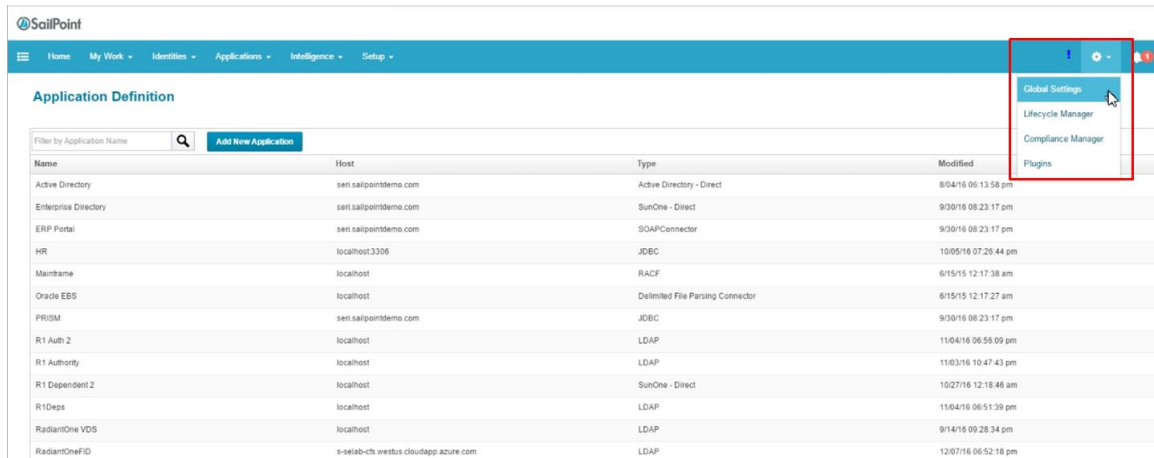 SailPoint
Home My Work Identities Applications Intelligence Setup ! 1
Global Settings
Lifecycle Manager
Compliance Manager
Plugins
Application Definition
Filter by Application Name Add New Application
Name Host Type Modified
Active Directory seri.sailpointdemo.com Active Directory - Direct 8/04/16 06:13:58 pm
Enterprise Directory seri.sailpointdemo.com SunOne - Direct 9/30/16 08:23:17 pm
ERP Portal seri.sailpointdemo.com SOAPConnector 9/30/16 08:23:17 pm
HR localhost:3306 JDBC 10/05/16 07:26:44 pm
Mainframe localhost RACF 6/15/15 12:17:38 am
Oracle EBS localhost Delimited File Parsing Connector 6/15/15 12:17:27 am
PRISM seri.sailpointdemo.com JDBC 9/30/16 08:23:17 pm
R1 Auth 2 localhost LDAP 11/04/16 06:56:09 pm
R1 Authority localhost LDAP 11/03/16 10:47:43 pm
R1 Dependent 2 localhost SunOne - Direct 10/27/16 12:18:46 am
R1Deps localhost LDAP 11/04/16 06:51:39 pm
RadiantOne VDS localhost LDAP 9/14/16 09:28:34 pm
RadiantOneFID s-selab-cfs.westus.cloudapp.azure.com LDAP 12/07/16 06:52:18 pm